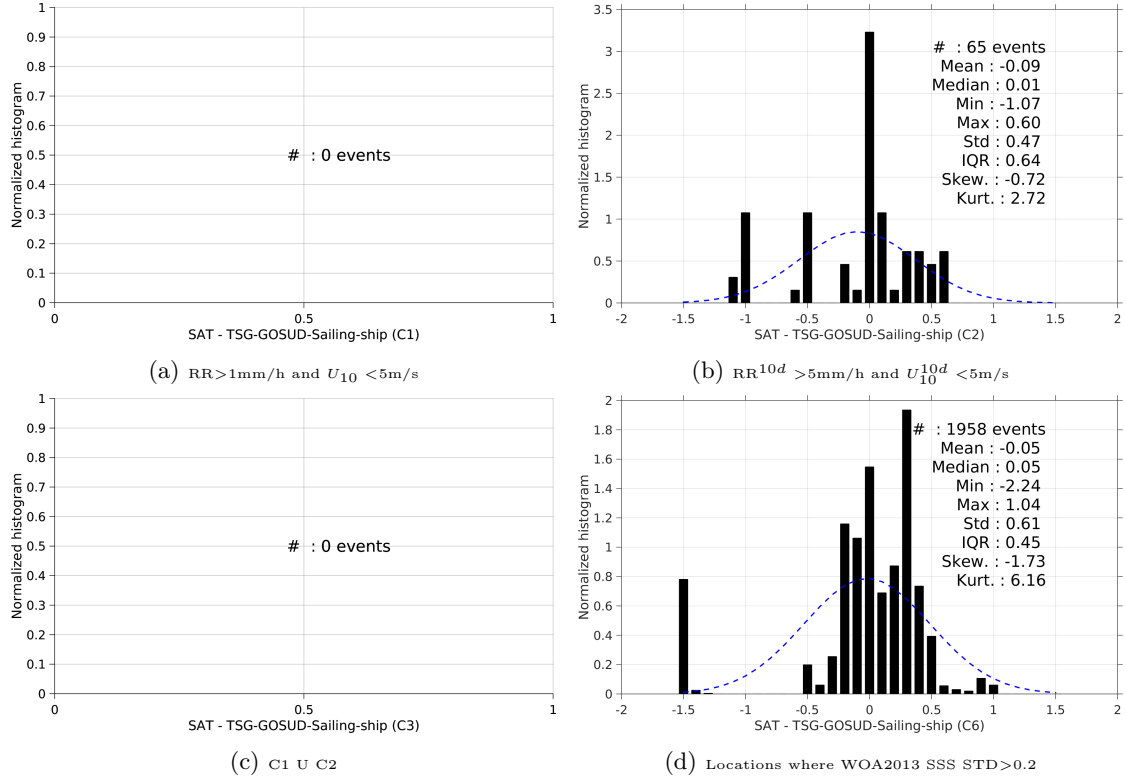 1
0.9
0.8
0.7
0.6
0.5
0.4
0.3
0.2
0.1
0
Normalized histogram
# : 0 events
0 0.5 1
SAT - TSG-GOSUD-Sailing-ship (C1)
(a) RR>1mm/h and U10 <5m/s
3.5
3
2.5
2
1.5
1
0.5
0
Normalized histogram
# : 65 events
Mean : -0.09
Median : 0.01
Min : -1.07
Max : 0.60
Std : 0.47
IQR : 0.64
Skew. : -0.72
Kurt. : 2.72
-2 -1.5 -1 -0.5 0 0.5 1 1.5 2
SAT - TSG-GOSUD-Sailing-ship (C2)
(b) RR^10d >5mm/h and U_10^10d <5m/s
1
0.9
0.8
0.7
0.6
0.5
0.4
0.3
0.2
0.1
0
Normalized histogram
# : 0 events
0 0.5 1
SAT - TSG-GOSUD-Sailing-ship (C3)
(c) C1 U C2
2
1.8
1.6
1.4
1.2
1
0.8
0.6
0.4
0.2
0
Normalized histogram
# : 1958 events
Mean : -0.05
Median : 0.05
Min : -2.24
Max : 1.04
Std : 0.61
IQR : 0.45
Skew. : -1.73
Kurt. : 6.16
-2 -1.5 -1 -0.5 0 0.5 1 1.5 2
SAT - TSG-GOSUD-Sailing-ship (C6)
(d) Locations where WOA2013 SSS STD>0.2